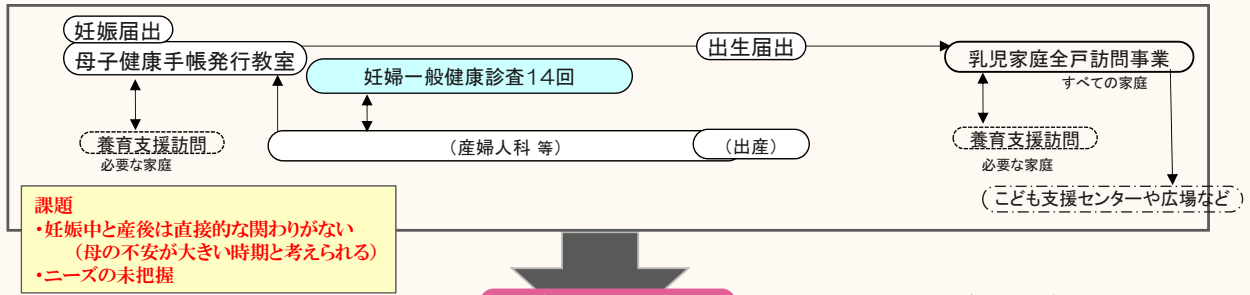 妊娠届出
母子健康手帳発行教室
出生届出
乳児家庭全戸訪問事業
すべての家庭
妊婦一般健康診査14回
養育支援訪問
必要な家庭
(産婦人科 等)
(出産)
養育支援訪問
必要な家庭
こども支援センターや広場など
課題
・妊娠中と産後は直接的な関わりがない
(母の不安が大きい時期と考えられる)
・ニーズの未把握